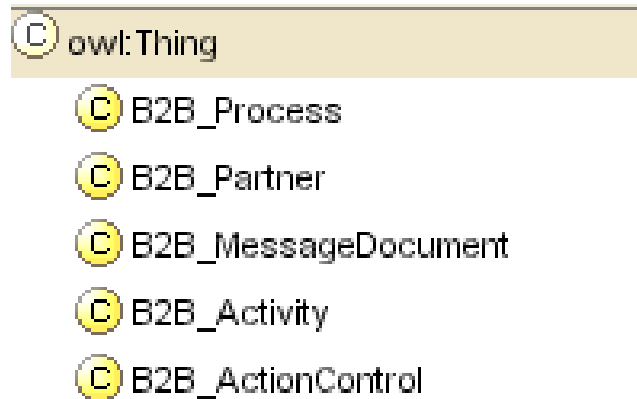 C owl:Thing
C B2B_Process
C B2B_Partner
C B2B_MessageDocument
C B2B_Activity
C B2B_ActionControl